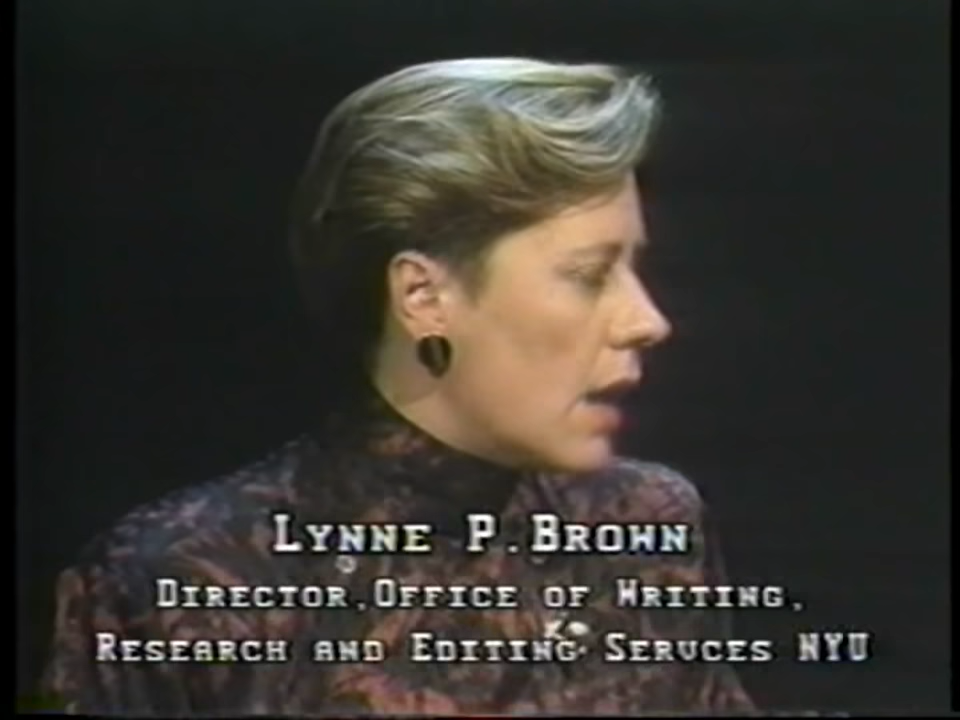 Lynne P. Brown
Director, Office of Writing,
Research and Editing Servces NYU